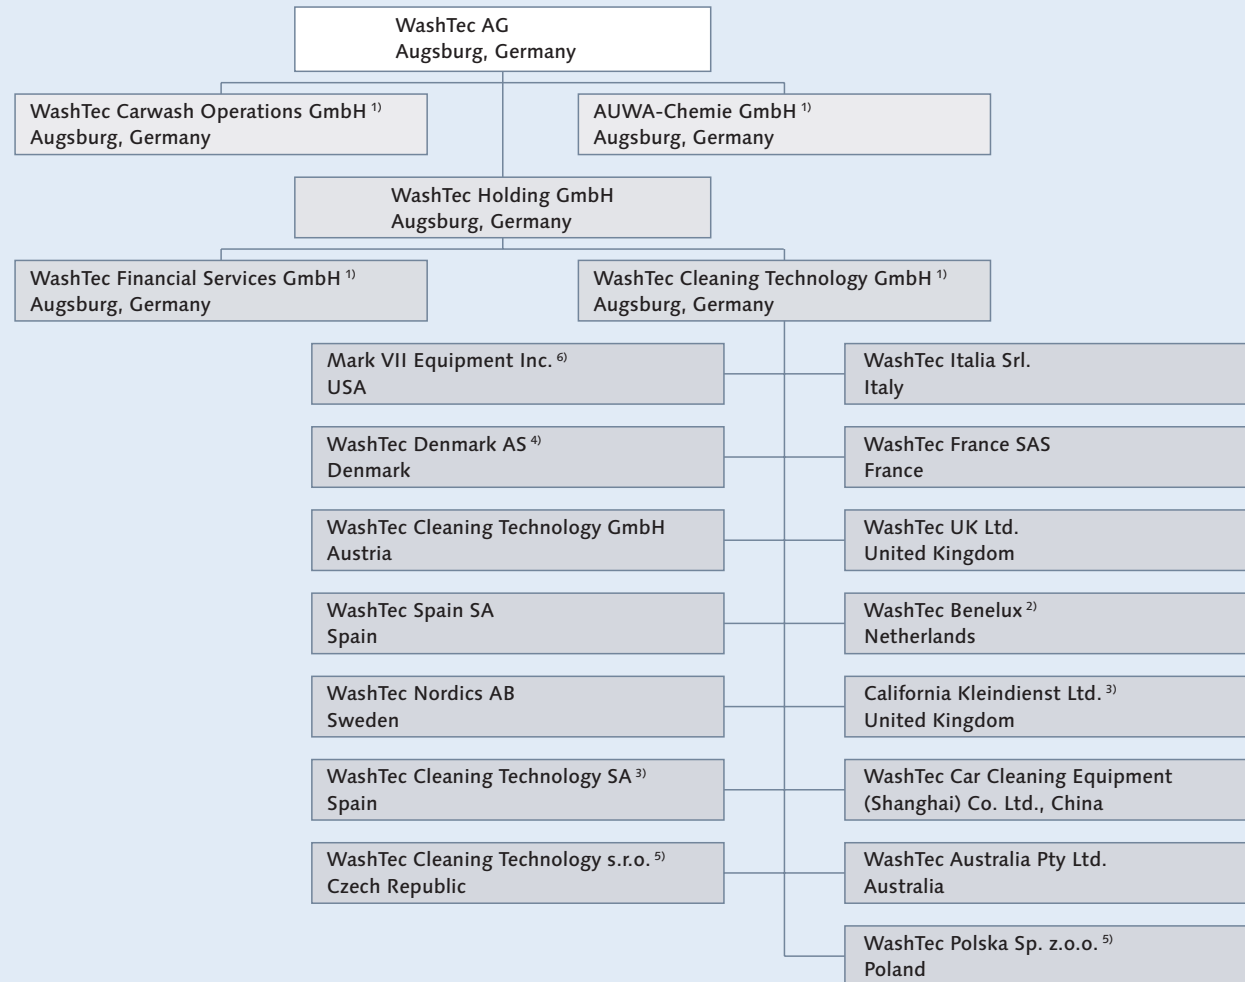 WashTec AG
Augsburg, Germany
WashTec Carwash Operations GmbH 1)
Augsburg, Germany
AUWA-Chemie GmbH 1)
Augsburg, Germany
WashTec Holding GmbH
Augsburg, Germany
WashTec Financial Services GmbH 1)
Augsburg, Germany
WashTec Cleaning Technology GmbH 1)
Augsburg, Germany
Mark VII Equipment Inc. 6)
USA
WashTec Italia Srl.
Italy
WashTec Denmark AS 4)
Denmark
WashTec France SAS
France
WashTec Cleaning Technology GmbH
Austria
WashTec UK Ltd.
United Kingdom
WashTec Spain SA
Spain
WashTec Benelux 2)
Netherlands
WashTec Nordics AB
Sweden
California Kleindienst Ltd. 3)
United Kingdom
WashTec Cleaning Technology SA 3)
Spain
WashTec Car Cleaning Equipment
(Shanghai) Co. Ltd., China
WashTec Cleaning Technology s.r.o. 5)
Czech Republic
WashTec Australia Pty Ltd.
Australia
WashTec Polska Sp. z.o.o. 5)
Poland